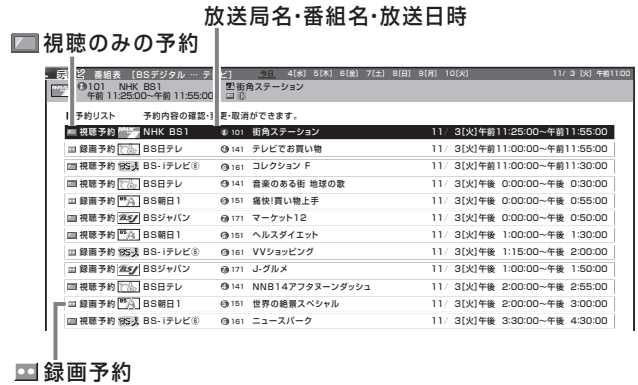 放送局名・番組名・放送日時
視聴のみの予約
番組表 [BSデジタル … テレビ] 今日 4[水] 5[木] 6[金] 7[土] 8[日] 9[月] 10[火] 11/ 3 [火] 午前11:00
101 NHK BS1 街角ステーション
午前 11:25:00~午前 11:55:00
予約リスト 予約内容の確認・変更・取消ができます。
視聴予約 NHK BS1 101 街角ステーション 11/ 3[火]午前11:25:00~午前11:55:00
録画予約 BS日テレ 141 テレビでお買い物 11/ 3[火]午前11:00:00~午前11:55:00
視聴予約 BS-iテレビ⑥ 161 コレクション F 11/ 3[火]午前11:00:00~午前11:30:00
録画予約 BS日テレ 141 音楽のある街 地球の歌 11/ 3[火]午後 0:00:00~午後 0:30:00
録画予約 BS朝日1 151 痛快!買い物上手 11/ 3[火]午後 0:00:00~午後 0:55:00
視聴予約 BSジャパン 171 マーケット12 11/ 3[火]午後 0:00:00~午後 0:50:00
視聴予約 BS朝日1 151 ヘルスダイエット 11/ 3[火]午後 1:00:00~午後 1:30:00
録画予約 BS-iテレビ⑥ 161 VVショッピング 11/ 3[火]午後 1:15:00~午後 2:00:00
録画予約 BSジャパン 171 J-グルメ 11/ 3[火]午後 1:00:00~午後 1:50:00
視聴予約 BS日テレ 141 NNB14アフタヌーンダッシュ 11/ 3[火]午後 2:00:00~午後 2:55:00
録画予約 BS朝日1 151 世界の絶景スペシャル 11/ 3[火]午後 2:00:00~午後 3:00:00
視聴予約 BS-iテレビ⑥ 161 ニュースパーク 11/ 3[火]午後 3:30:00~午後 4:30:00
録画予約